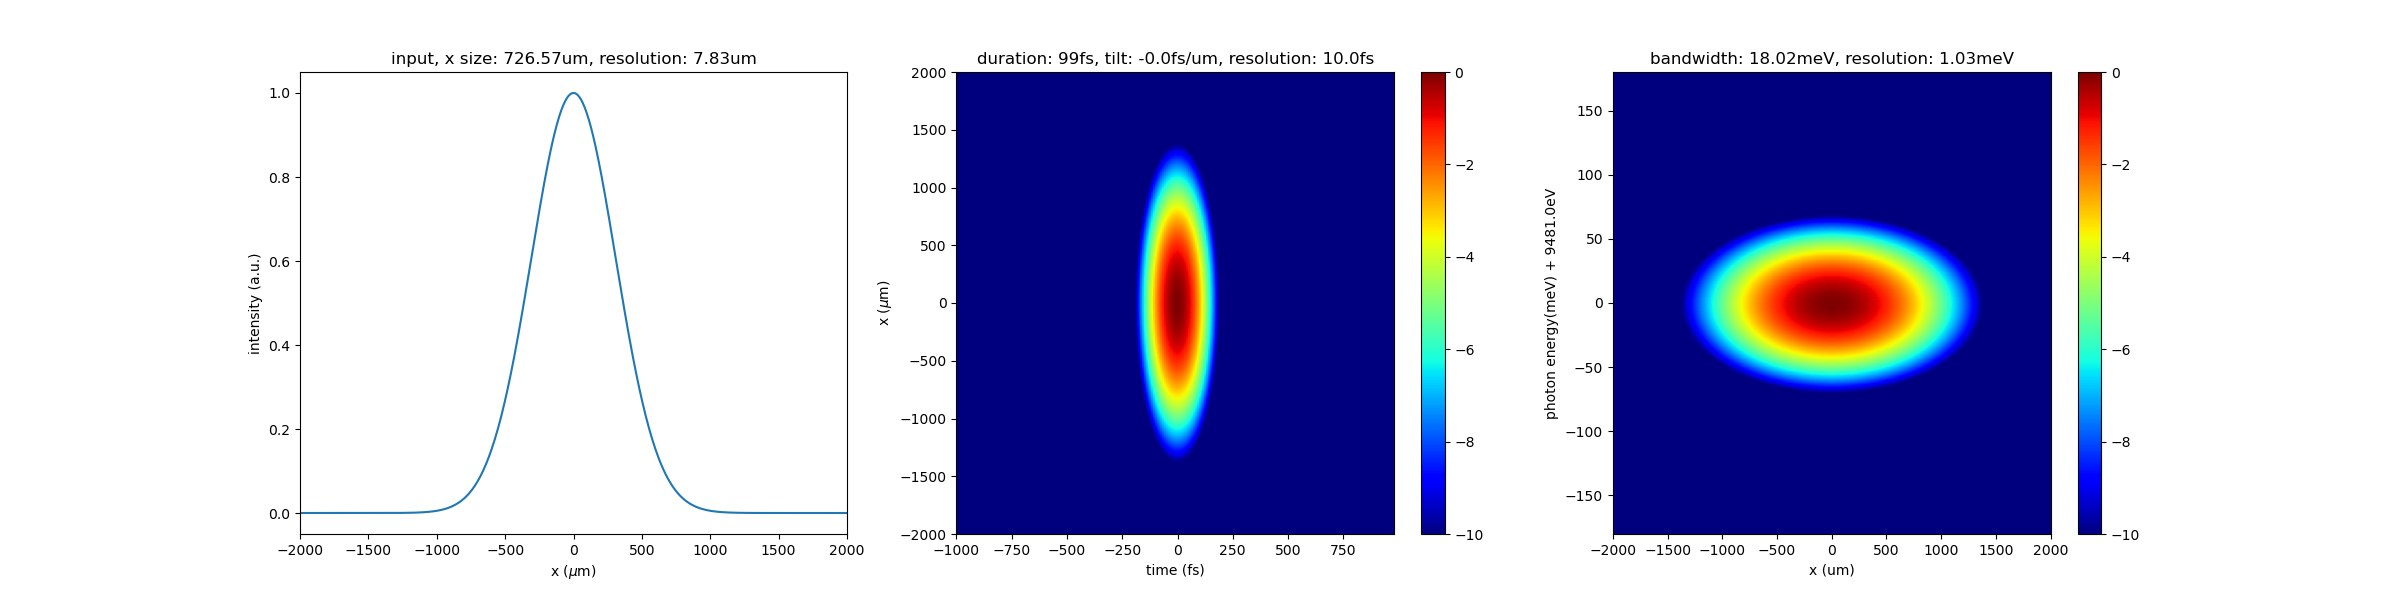 input, x size: 726.57um, resolution: 7.83um
1.0
0.8
0.6
0.4
0.2
0.0
intensity (a.u.)
−2000 −1500 −1000 −500 0 500 1000 1500 2000
x (μm)
duration: 99fs, tilt: -0.0fs/um, resolution: 10.0fs
2000
1500
1000
500
0
−500
−1000
−1500
−2000
x (μm)
−1000 −750 −500 −250 0 250 500 750
time (fs)
0
−2
−4
−6
−8
−10
bandwidth: 18.02meV, resolution: 1.03meV
150
100
50
0
−50
−100
−150
photon energy(meV) + 9481.0eV
−2000 −1500 −1000 −500 0 500 1000 1500 2000
x (um)
0
−2
−4
−6
−8
−10